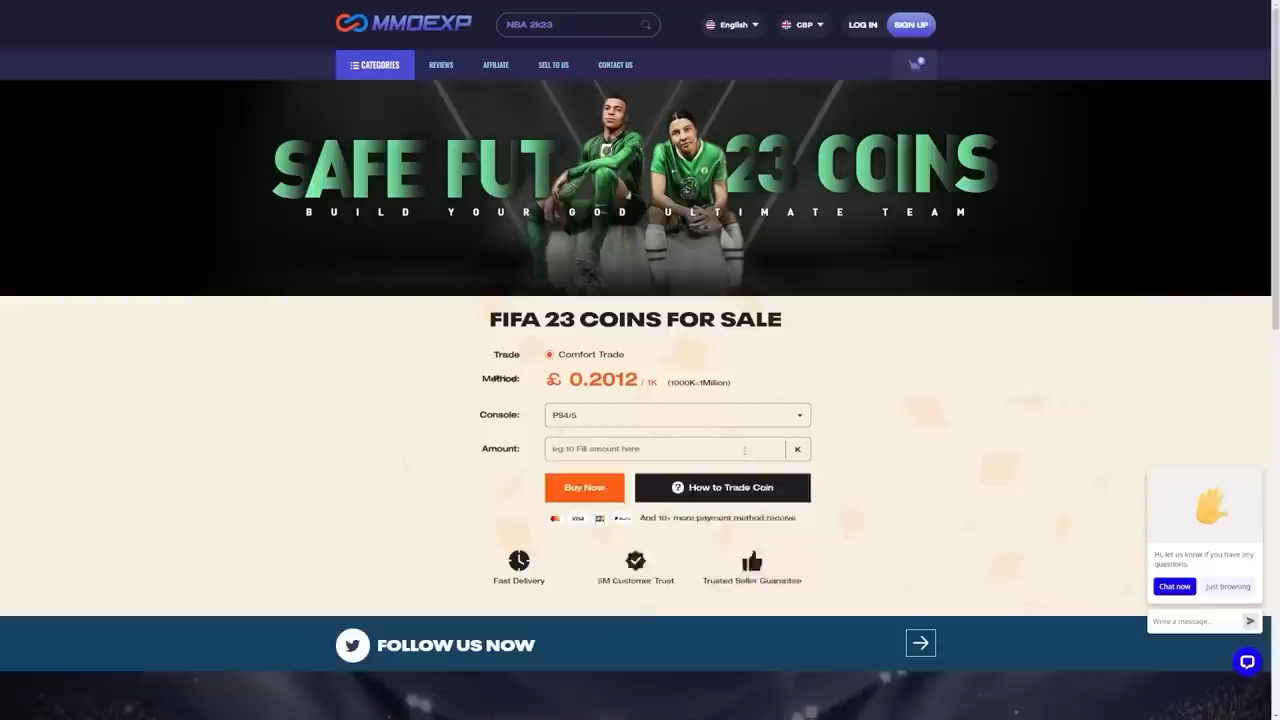 MMOEXP
NBA 2k23
English
GBP
LOG IN
SIGN UP
CATEGORIES
REVIEWS
AFFILIATE
SELL TO US
CONTACT US
0
SAFE FUT 23 COINS
BUILD YOUR GOD ULTIMATE TEAM
FIFA 23 COINS FOR SALE
Trade
Comfort Trade
£ 0.2012 / 1K (1000K=1Million)
Console:
PS4/5
Amount:
eg:10 Fill amount here
K
Buy Now
? How to Trade Coin
VISA
PayPal
And 10+ more payment method receive
Fast Delivery
5M Customer Trust
Trusted Seller Guarantee
Hi, let us know if you have any
questions.
Chat now
Just browsing
Write a message...
FOLLOW US NOW